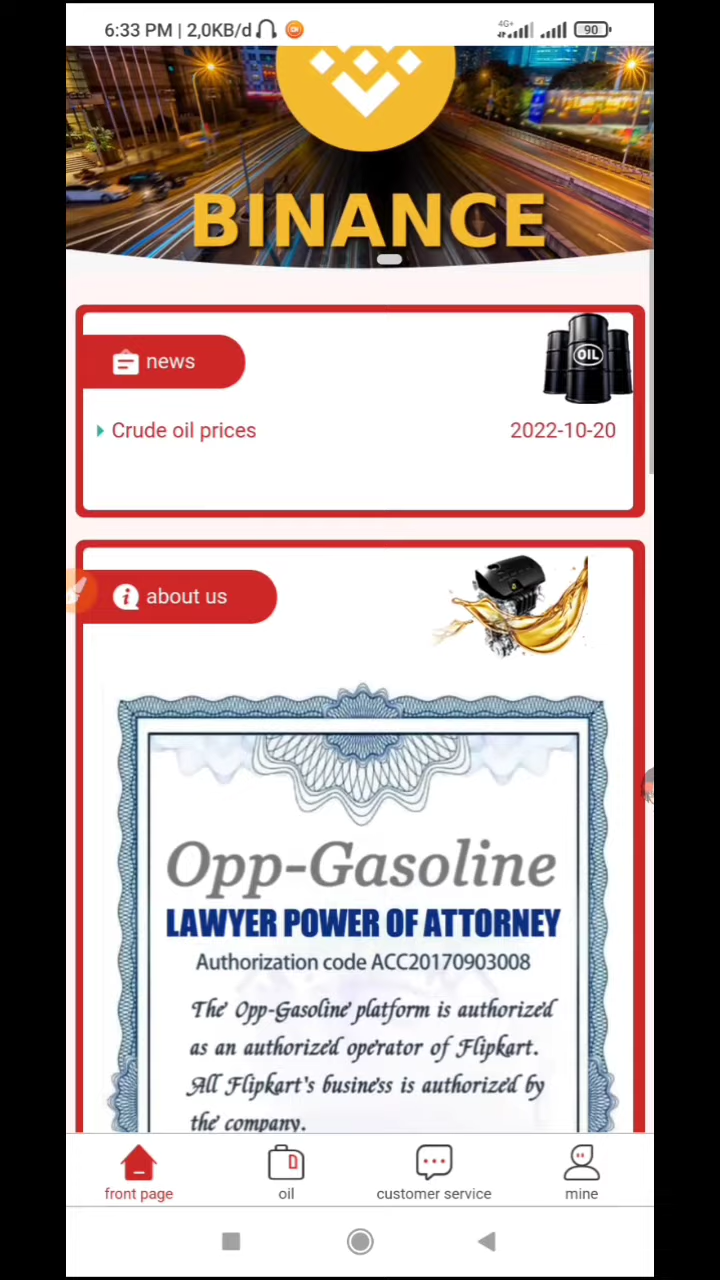 6:33 PM | 2,0KB/d
4G+
90
BINANCE
OIL
news
Crude oil prices 2022-10-20
about us
Opp-Gasoline
LAWYER POWER OF ATTORNEY
Authorization code ACC20170903008
The Opp-Gasoline platform is authorized
as an authorized operator of Flipkart.
All Flipkart's business is authorized by
the company.
front page oil customer service mine